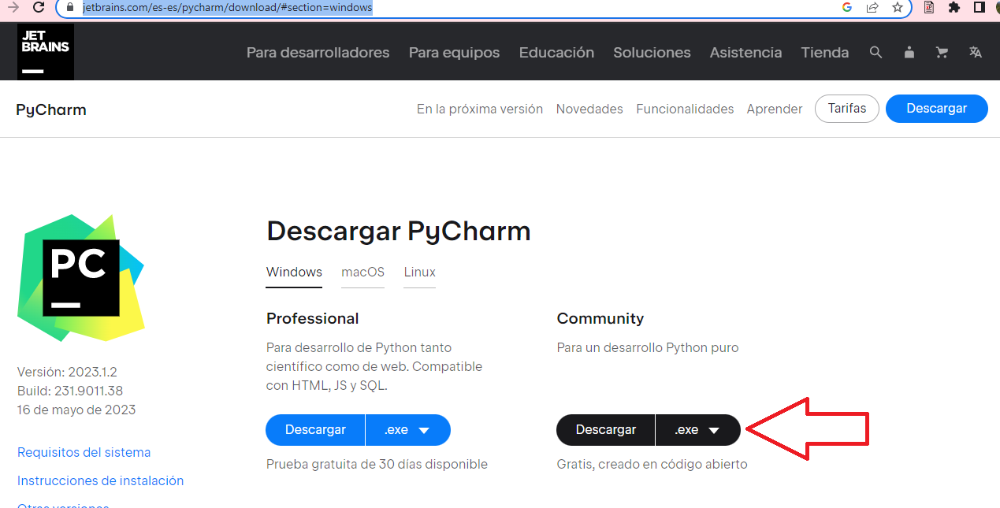 jetbrains.com/es-es/pycharm/download/#section=windows
JET
BRAINS
Para desarrolladores Para equipos Educación Soluciones Asistencia Tienda
PyCharm
En la próxima versión Novedades Funcionalidades Aprender Tarifas Descargar
PC
Versión: 2023.1.2
Build: 231.9011.38
16 de mayo de 2023
Requisitos del sistema
Instrucciones de instalación
Otras versiones
Descargar PyCharm
Windows macOS Linux
Professional
Para desarrollo de Python tanto
científico como de web. Compatible
con HTML, JS y SQL.
Descargar .exe
Prueba gratuita de 30 días disponible
Community
Para un desarrollo Python puro
Descargar .exe
Gratis, creado en código abierto